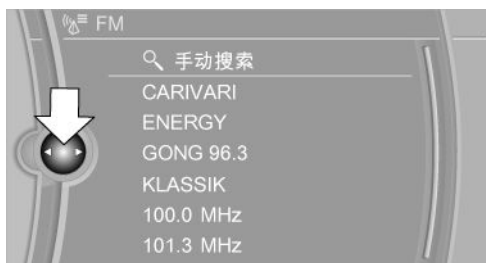 FM
手动搜索
CARIVARI
ENERGY
GONG 96.3
KLASSIK
100.0 MHz
101.3 MHz